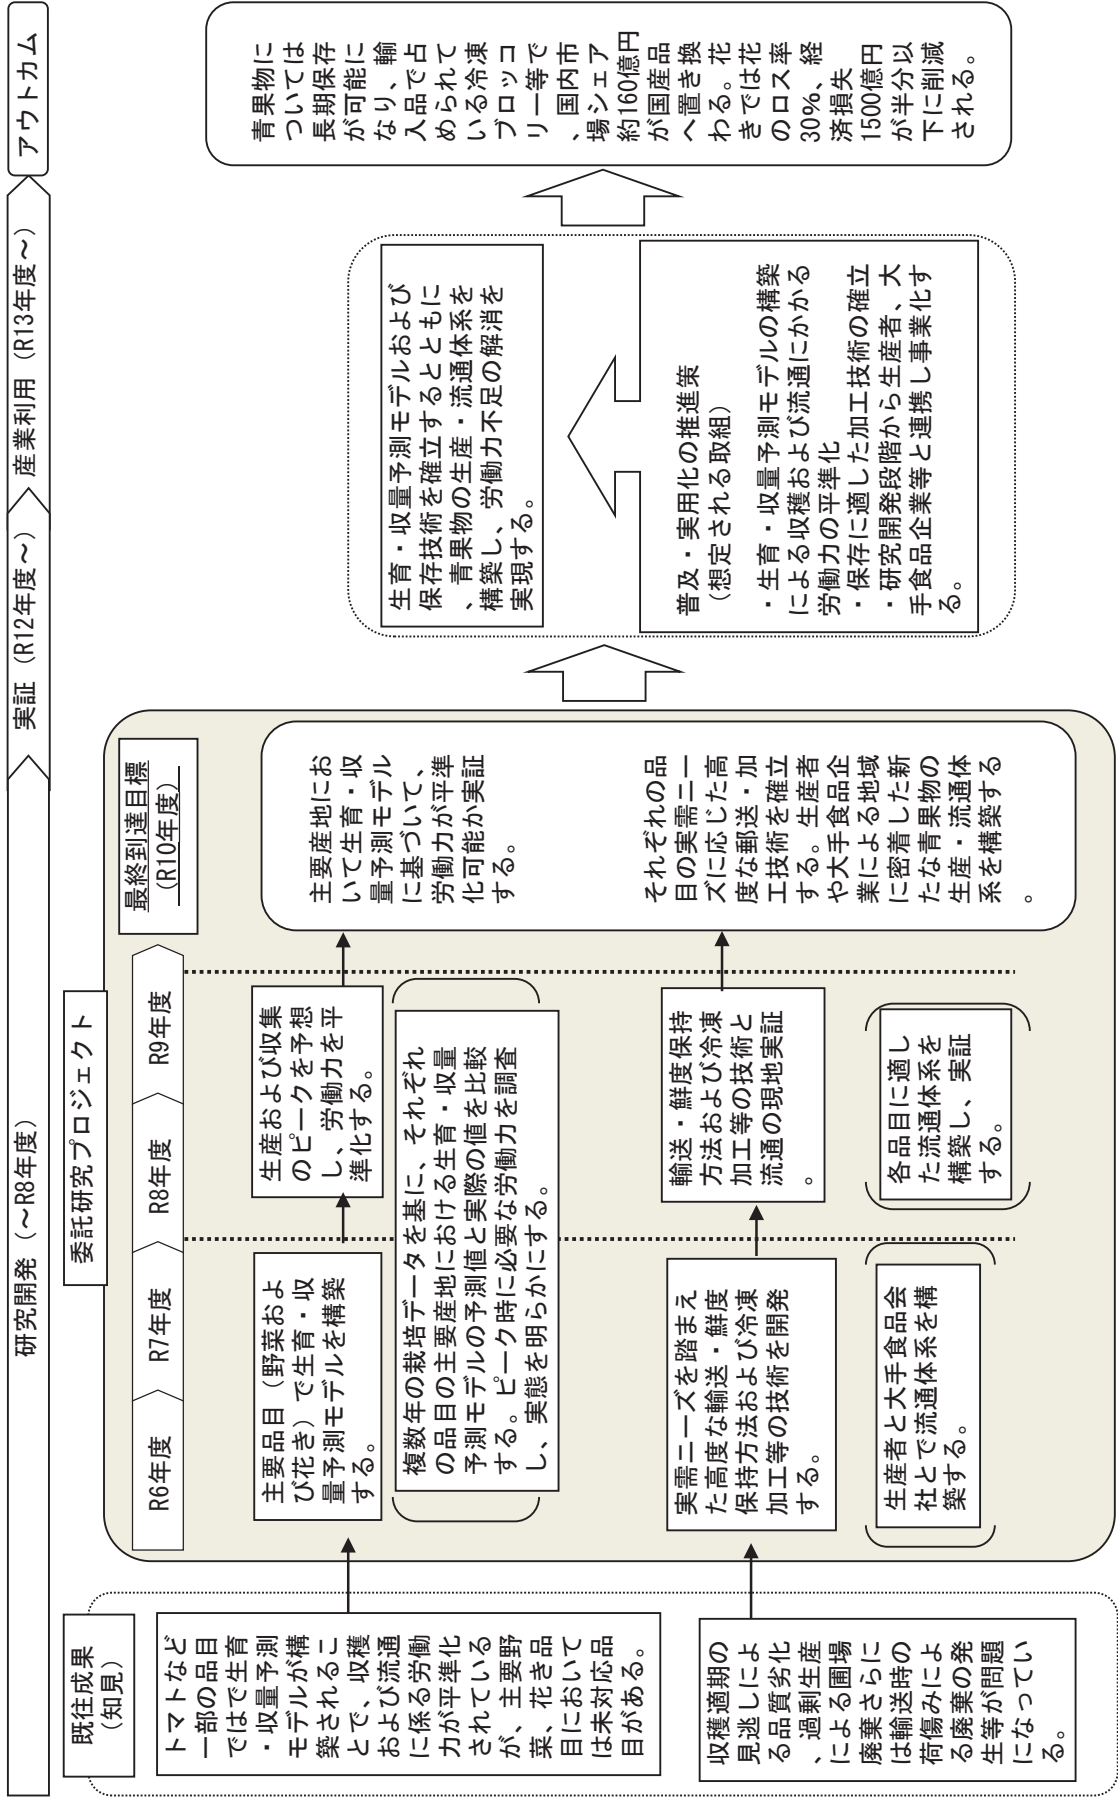 研究開発（～R8年度）
実証（R12年度～）
産業利用（R13年度～）
アウトカム
既往成果
（知見）
トマトなど
一部の品目
ではで生育
・収量予測
モデルが構
築されるこ
とで、収穫
および流通
に係る労働
力が平準化
されている
が、主要野
菜、花き品
目において
は未対応品
目がある。
収穫適期の
見逃しによ
る品質劣化
、過剰生産
による圃場
廃棄さらに
は輸送時の
荷傷みによ
る廃棄の発
生等が問題
になってい
る。
委託研究プロジェクト
R6年度
R7年度
R8年度
R9年度
最終到達目標
（R10年度）
主要品目（野菜およ
び花き）で生育・収
量予測モデルを構築
する。
生産および収集
のピークを予想
し、労働力を平
準化する。
複数年の栽培データを基に、それぞれ
の品目の主要産地における生育・収量
予測モデルの予測値と実際の値を比較
する。ピーク時に必要な労働力を調査
し、実態を明らかにする。
実需ニーズを踏まえ
た高度な輸送・鮮度
保持方法および冷凍
加工等の技術を開発
する。
輸送・鮮度保持
方法および冷凍
加工等の技術と
流通の現地実証
。
生産者と大手食品会
社とで流通体系を構
築する。
各品目に適し
た流通体系を
構築し、実証
する。
主要産地にお
いて生育・収
量予測モデル
に基づいて、
労働力が平準
化可能か実証
する。
それぞれの品
目の実需ニー
ズに応じた高
度な郵送・加
工技術を確立
する。生産者
や大手食品企
業による地域
に密着した新
たな青果物の
生産・流通体
系を構築する
。
生育・収量予測モデルおよび
保存技術を確立するとともに
、青果物の生産・流通体系を
構築し、労働力不足の解消を
実現する。
普及・実用化の推進策
（想定される取組）
・生育・収量予測モデルの構築
による収穫および流通にかかる
労働力の平準化
・保存に適した加工技術の確立
・研究開発段階から生産者、大
手食品企業等と連携し事業化す
る。
青果物に
ついては
長期保存
が可能に
なり、輸
入品で占
められて
いる冷凍
ブロッコ
リー等で
、国内市
場シェア
約160億円
が国産品
へ置き換
わる。花
きでは花
のロス率
30%、経
済損失
1500億円
が半分以
下に削減
される。